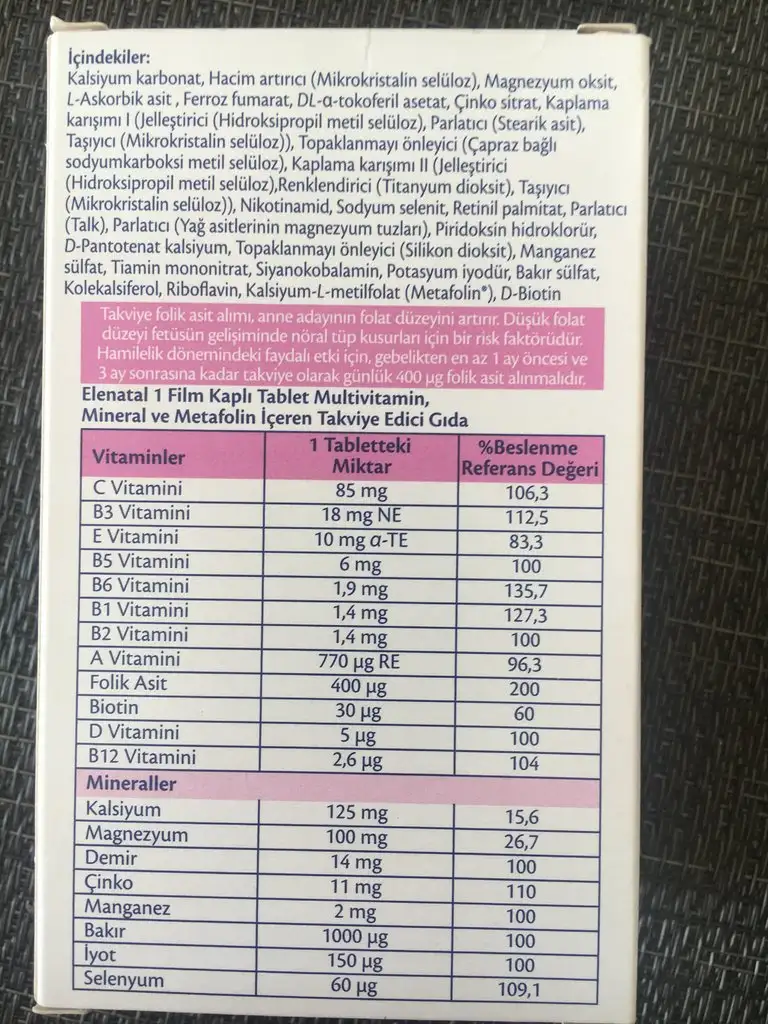 İçindekiler:
Kalsiyum karbonat, Hacim artırıcı (Mikrokristalin selüloz), Magnezyum oksit,
L-Askorbik asit , Ferroz fumarat, DL-α-tokoferil asetat, Çinko sitrat, Kaplama
karışımı I (Jelleştirici (Hidroksipropil metil selüloz), Parlatıcı (Stearik asit),
Taşıyıcı (Mikrokristalin selüloz)), Topaklanmayı önleyici (Çapraz bağlı
sodyumkarboksi metil selüloz), Kaplama karışımı II (Jelleştirici
(Hidroksipropil metil selüloz),Renklendirici (Titanyum dioksit), Taşıyıcı
(Mikrokristalin selüloz)), Nikotinamid, Sodyum selenit, Retinil palmitat, Parlatıcı
(Talk), Parlatıcı (Yağ asitlerinin magnezyum tuzları), Piridoksin hidroklorür,
D-Pantotenat kalsiyum, Topaklanmayı önleyici (Silikon dioksit), Manganez
sülfat, Tiamin mononitrat, Siyanokobalamin, Potasyum iyodür, Bakır sülfat,
Kolekalsiferol, Riboflavin, Kalsiyum-L-metilfolat (Metafolin®), D-Biotin
Takviye folik asit alımı, anne adayının folat düzeyini artırır. Düşük folat
düzeyi fetüsün gelişiminde nöral tüp kusurları için bir risk faktörüdür.
Hamilelik dönemindeki faydalı etki için, gebelikten en az 1 ay öncesi ve
3 ay sonrasına kadar takviye olarak günlük 400 µg folik asit alınmalıdır.
Elenatal 1 Film Kaplı Tablet Multivitamin,
Mineral ve Metafolin İçeren Takviye Edici Gıda
Vitaminler 1 Tabletteki Miktar %Beslenme Referans Değeri
C Vitamini 85 mg 106,3
B3 Vitamini 18 mg NE 112,5
E Vitamini 10 mg α-TE 83,3
B5 Vitamini 6 mg 100
B6 Vitamini 1,9 mg 135,7
B1 Vitamini 1,4 mg 127,3
B2 Vitamini 1,4 mg 100
A Vitamini 770 µg RE 96,3
Folik Asit 400 µg 200
Biotin 30 µg 60
D Vitamini 5 µg 100
B12 Vitamini 2,6 µg 104
Mineraller
Kalsiyum 125 mg 15,6
Magnezyum 100 mg 26,7
Demir 14 mg 100
Çinko 11 mg 110
Manganez 2 mg 100
Bakır 1000 µg 100
İyot 150 µg 100
Selenyum 60 µg 109,1